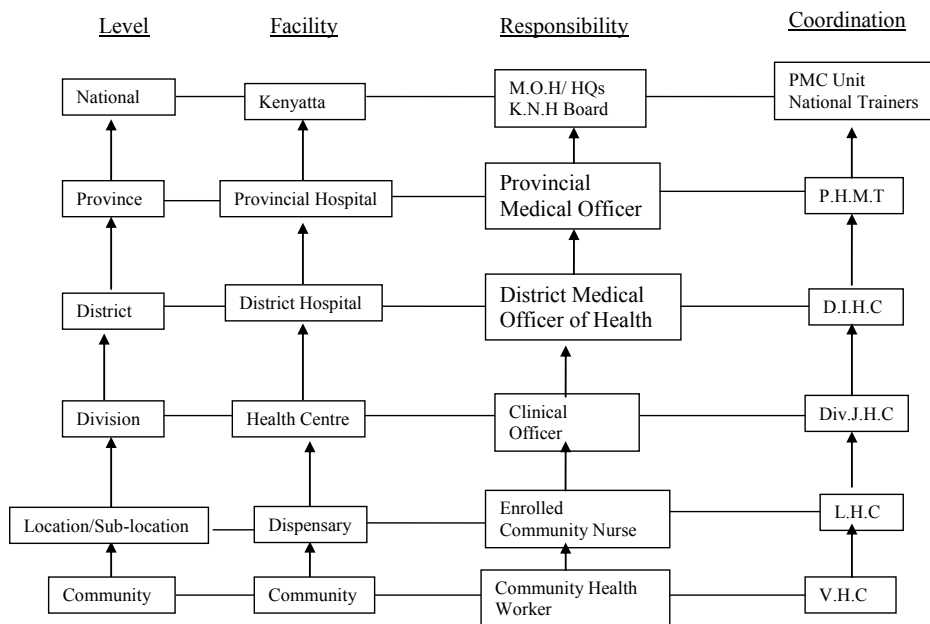 Level Facility Responsibility Coordination
National Kenyatta M.O.H/ HQs PMC Unit
K.N.H Board National Trainers
Province Provincial Hospital Provincial P.H.M.T
Medical Officer
District District Hospital District Medical D.I.H.C
Officer of Health
Division Health Centre Clinical Div.J.H.C
Officer
Location/Sub-location Dispensary Enrolled L.H.C
Community Nurse
Community Community Community Health V.H.C
Worker